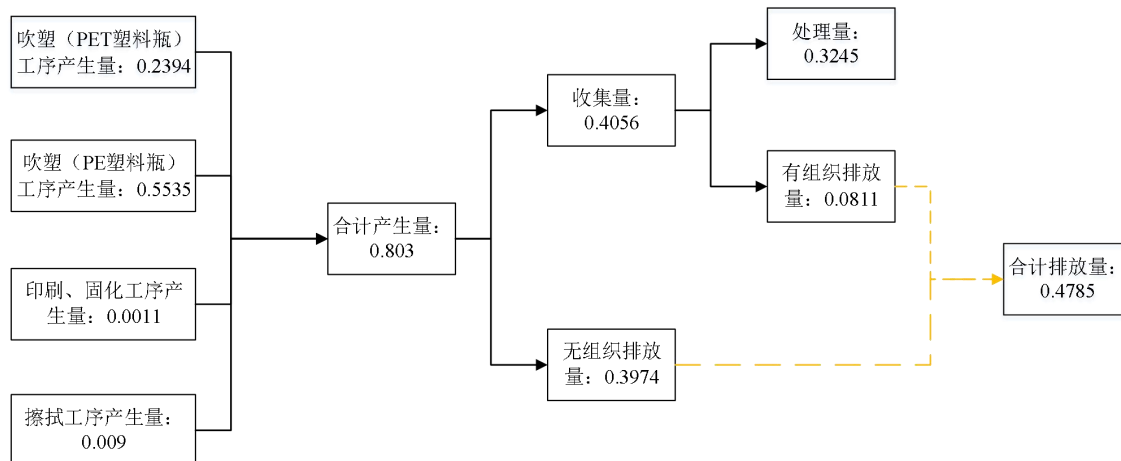 吹塑（PET塑料瓶）
工序产生量：0.2394
吹塑（PE塑料瓶）
工序产生量：0.5535
印刷、固化工序产
生量：0.0011
擦拭工序产生量：
0.009
合计产生量：
0.803
收集量：
0.4056
无组织排放
量：0.3974
处理量：
0.3245
有组织排放
量：0.0811
合计排放量：
0.4785